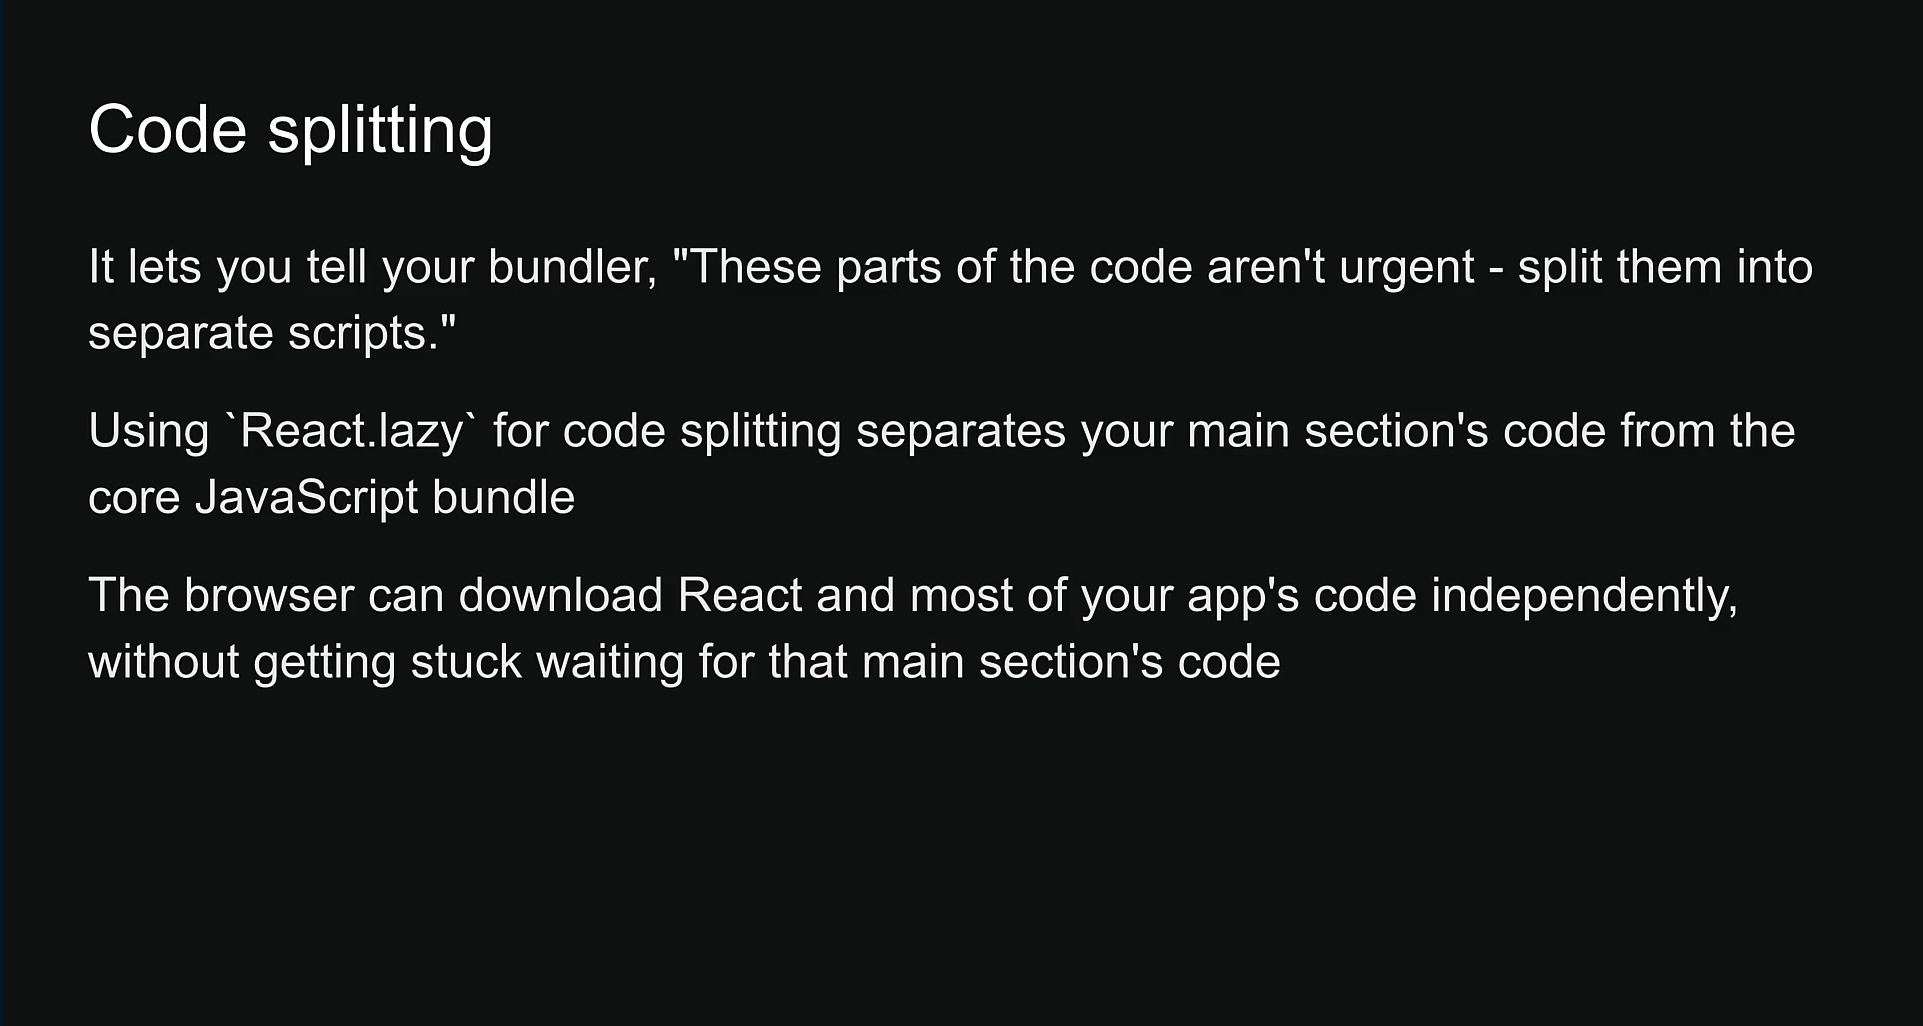 Code splitting
It lets you tell your bundler, "These parts of the code aren't urgent - split them into
separate scripts."
Using `React.lazy` for code splitting separates your main section's code from the
core JavaScript bundle
The browser can download React and most of your app's code independently,
without getting stuck waiting for that main section's code